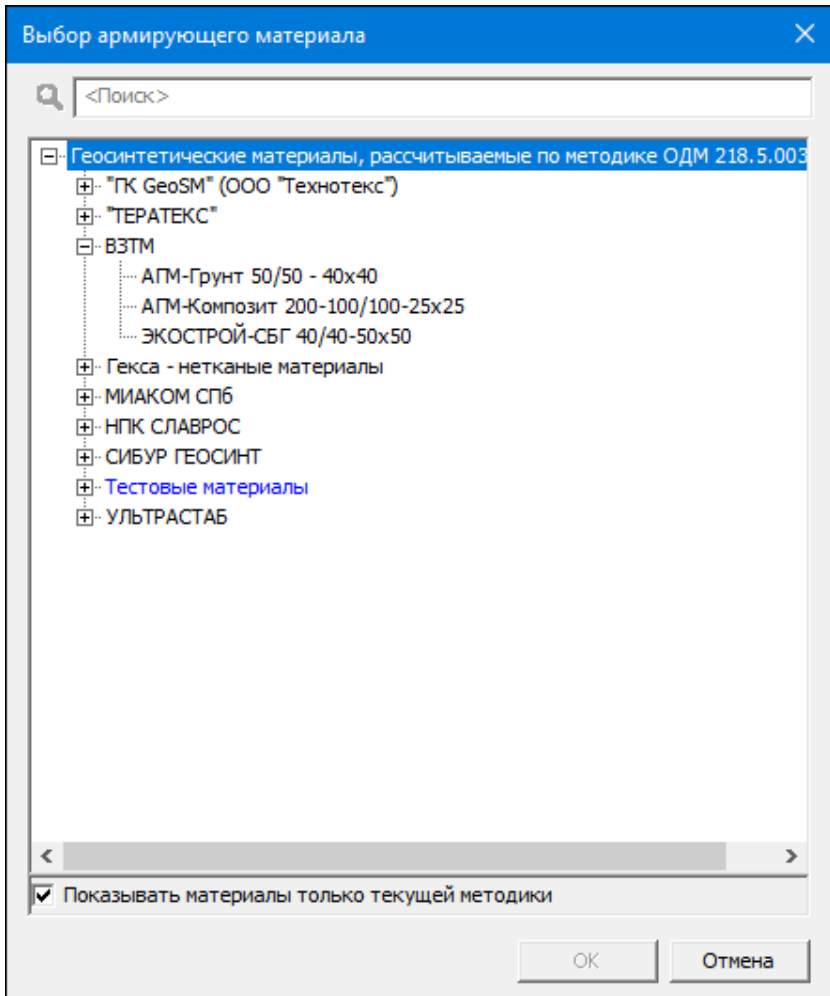 Выбор армирующего материала
<Поиск>
Геосинтетические материалы, рассчитываемые по методике ОДМ 218.5.003
"ГК GeoSM" (ООО "Технотекс")
"ТЕРАТЕКС"
ВЗТМ
АГМ-Грунт 50/50 - 40х40
АГМ-Композит 200-100/100-25х25
ЭКОСТРОЙ-СБГ 40/40-50х50
Гекса - нетканые материалы
МИАКОМ СПб
НПК СЛАВРОС
СИБУР ГЕОСИНТ
Тестовые материалы
УЛЬТРАСТАБ
Показывать материалы только текущей методики
ОК
Отмена